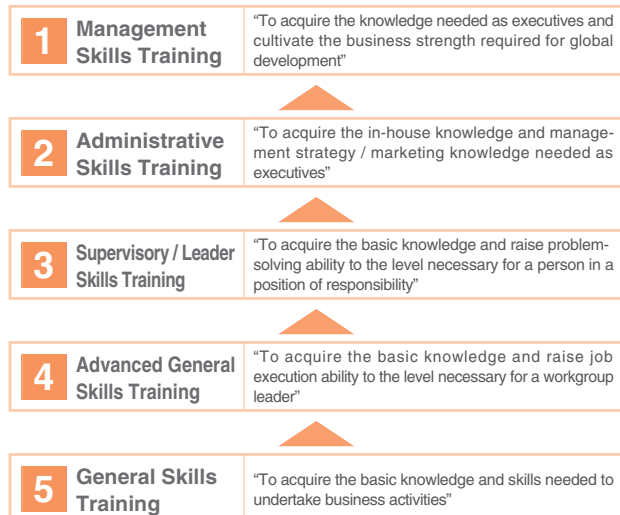 1
Management
Skills Training
“To acquire the knowledge needed as executives and
cultivate the business strength required for global
development”
2
Administrative
Skills Training
“To acquire the in-house knowledge and manage-
ment strategy / marketing knowledge needed as
executives”
3
Supervisory / Leader
Skills Training
“To acquire the basic knowledge and raise problem-
solving ability to the level necessary for a person in a
position of responsibility”
4
Advanced General
Skills Training
“To acquire the basic knowledge and raise job
execution ability to the level necessary for a workgroup
leader”
5
General Skills
Training
“To acquire the basic knowledge and skills needed to
undertake business activities”